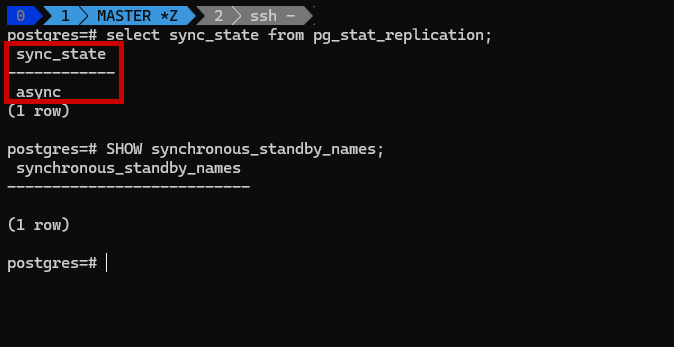 0 1 MASTER *Z 2 ssh -
postgres=# select sync_state from pg_stat_replication;
sync_state
------------
async
(1 row)
postgres=# SHOW synchronous_standby_names;
synchronous_standby_names
---------------------------
(1 row)
postgres=#